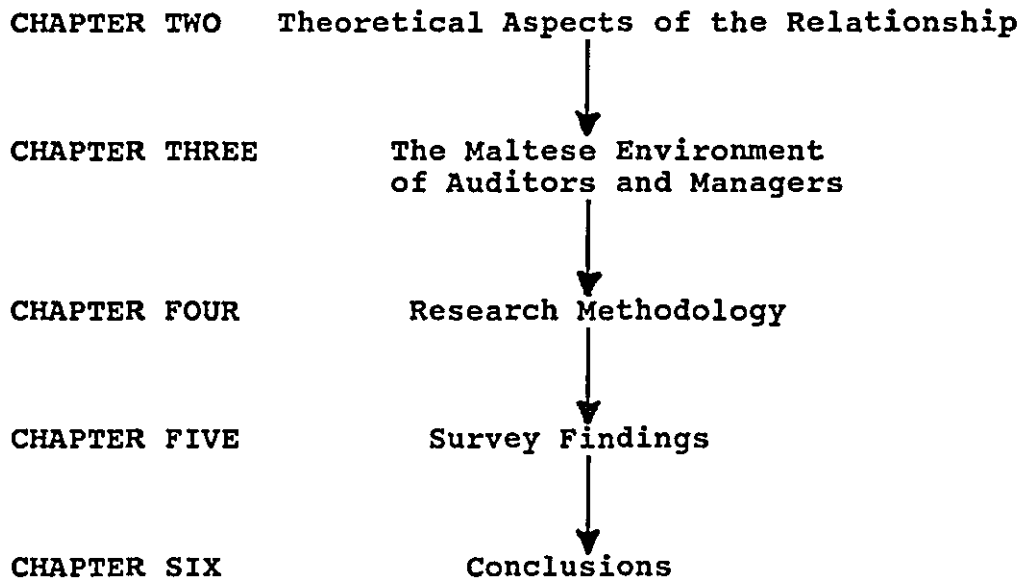 CHAPTER TWO Theoretical Aspects of the Relationship
CHAPTER THREE The Maltese Environment
of Auditors and Managers
CHAPTER FOUR Research Methodology
CHAPTER FIVE Survey Findings
CHAPTER SIX Conclusions